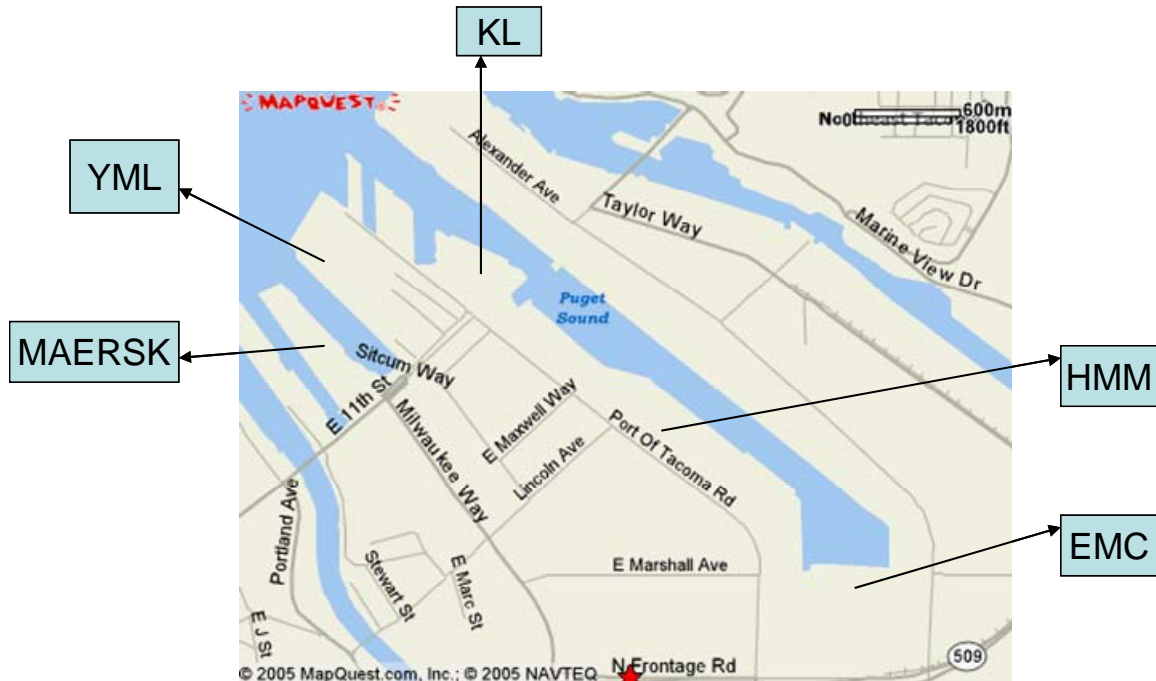 KL
MAPQUEST
600m
1800ft
YML
Alexander Ave
Taylor Way
Marine View Dr
Puget
Sound
MAERSK
Sitcum Way
HMM
E 11th St
Milwaukee Way
E Maxwell Way
Lincoln Ave
Port Of Tacoma Rd
Portland Ave
EMC
E Marshall Ave
Stewart St
E Marc St
E J St
N Frontage Rd
509
© 2005 MapQuest.com, Inc.; © 2005 NAVTEQ